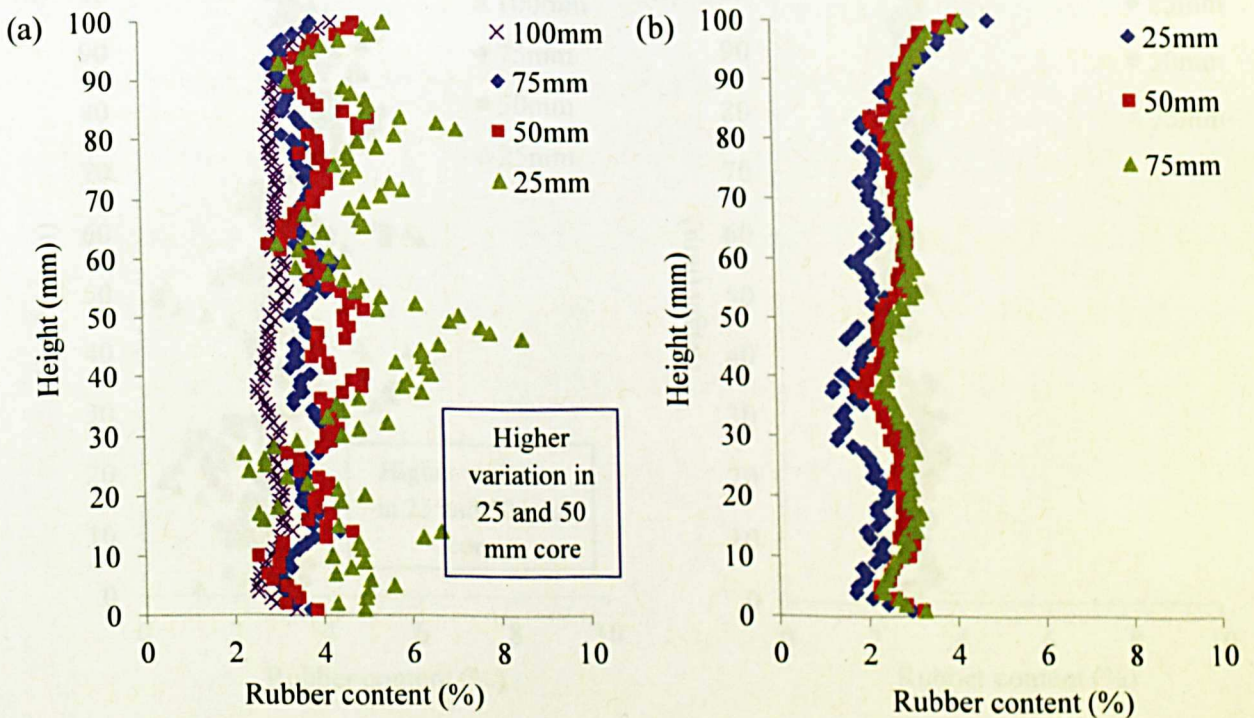 (a)
100
90
80
70
60
50
40
30
20
10
0
Height (mm)
0 2 4 6 8 10
Rubber content (%)
100mm
75mm
50mm
25mm
Higher
variation in
25 and 50
mm core
(b)
100
90
80
70
60
50
40
30
20
10
0
Height (mm)
0 2 4 6 8 10
Rubber content (%)
25mm
50mm
75mm